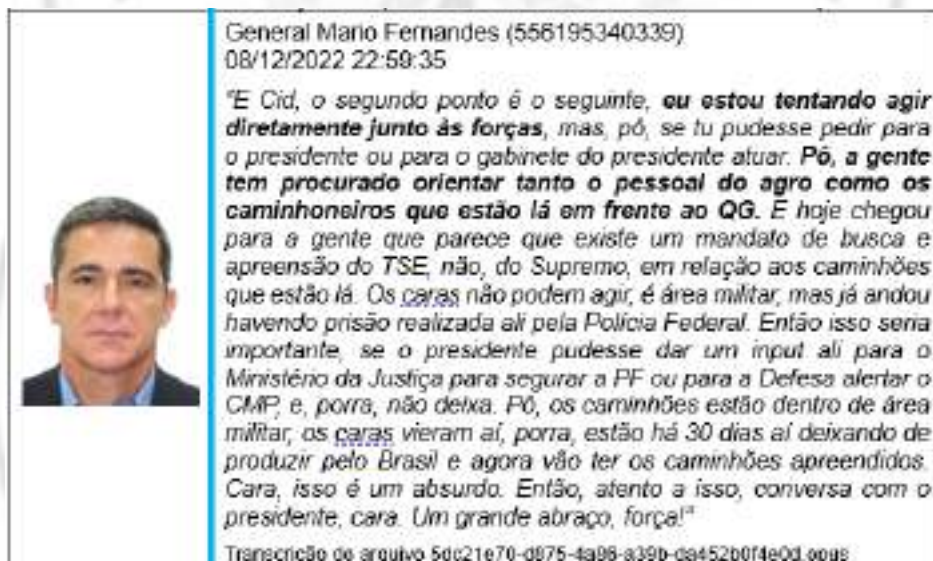 General Mario Fernandes (556195340339)
08/12/2022 22:59:35
"E Cid, o segundo ponto é o seguinte, eu estou tentando agir
diretamente junto às forças, mas, pô, se tu pudesse pedir para
o presidente ou para o gabinete do presidente atuar. Pô, a gente
tem procurado orientar tanto o pessoal do agro como os
caminhoneiros que estão lá em frente ao QG. E hoje chegou
para a gente que parece que existe um mandato de busca e
apreensão do TSE, não, do Supremo, em relação aos caminhões
que estão lá. Os caras não podem agir, é área militar, mas já andou
havendo prisão realizada ali pela Polícia Federal. Então isso seria
importante, se o presidente pudesse dar um input ali para o
Ministério da Justiça para segurar a PF ou para a Defesa alertar o
CMP, e, porra, não deixa. Pô, os caminhões estão dentro de área
militar, os caras vieram aí, porra, estão há 30 dias aí deixando de
produzir pelo Brasil e agora vão ter os caminhões apreendidos.
Cara, isso é um absurdo. Então, atento a isso, conversa com o
presidente, cara. Um grande abraço, força!"
Transcrição do arquivo 5dc21e70-d875-4a96-a39b-da452b0f4e0d.opus